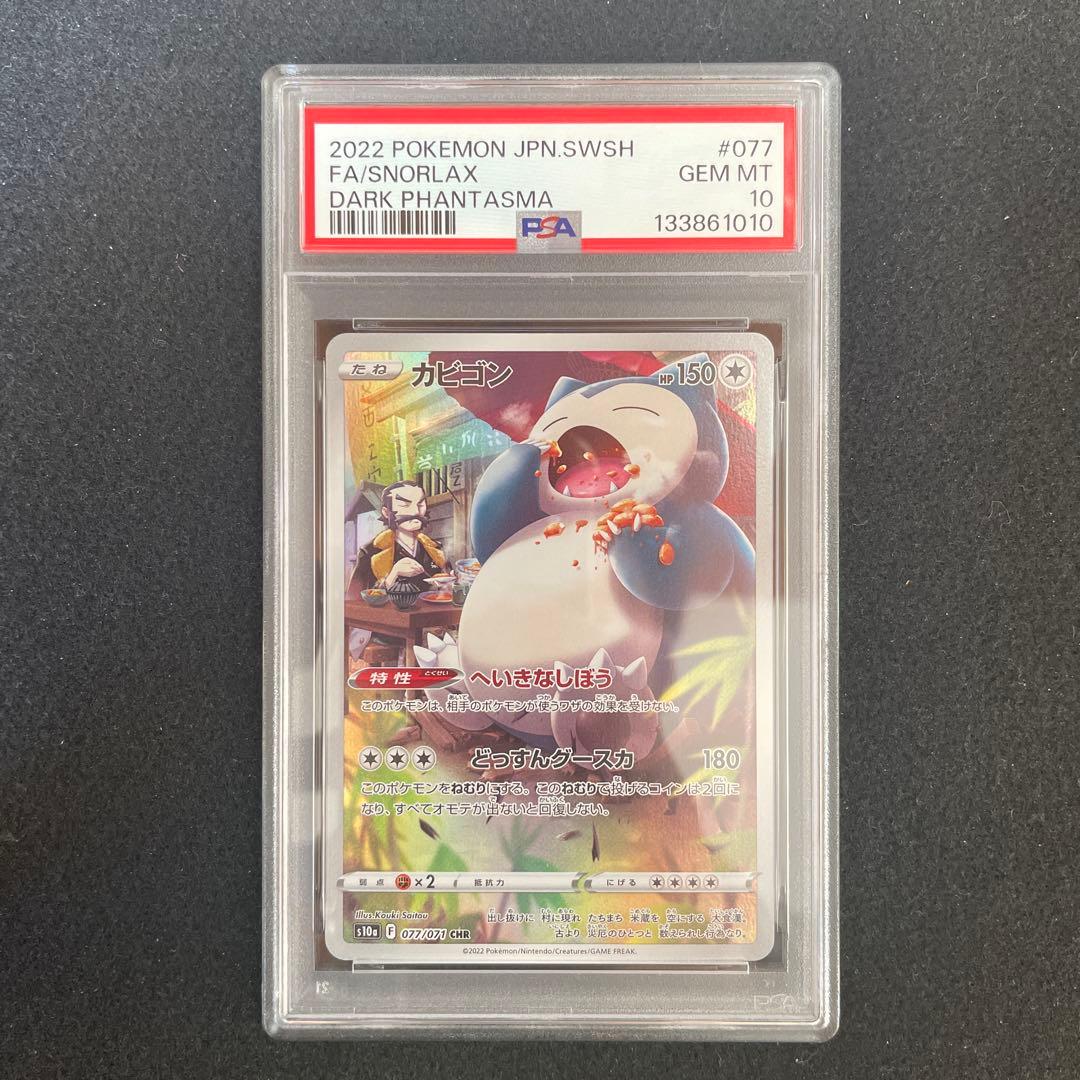 2022 POKEMON JPN.SWSH #077
FA/SNORLAX GEM MT
DARK PHANTASMA 10
PSA 133861010
たね カビゴン HP 150
特性 とくせい へいきなしぼう
このポケモンは、相手のポケモンが使うワザの効果を受けない。
どっすんグースカ 180
このポケモンをねむりにする。このねむりで投げるコインは2回に
なり、すべてオモテが出ないと回復しない。
弱点 ×2 抵抗力 にげる
Illus.Kouki Saitou
出し抜けに 村に現れ たちまち 米蔵を 空にする 大食漢。
古より 災厄のひとつと 数えられし行為なり。
s10a F 077/071 CHR
©2022 Pokémon/Nintendo/Creatures/GAME FREAK.
PSA